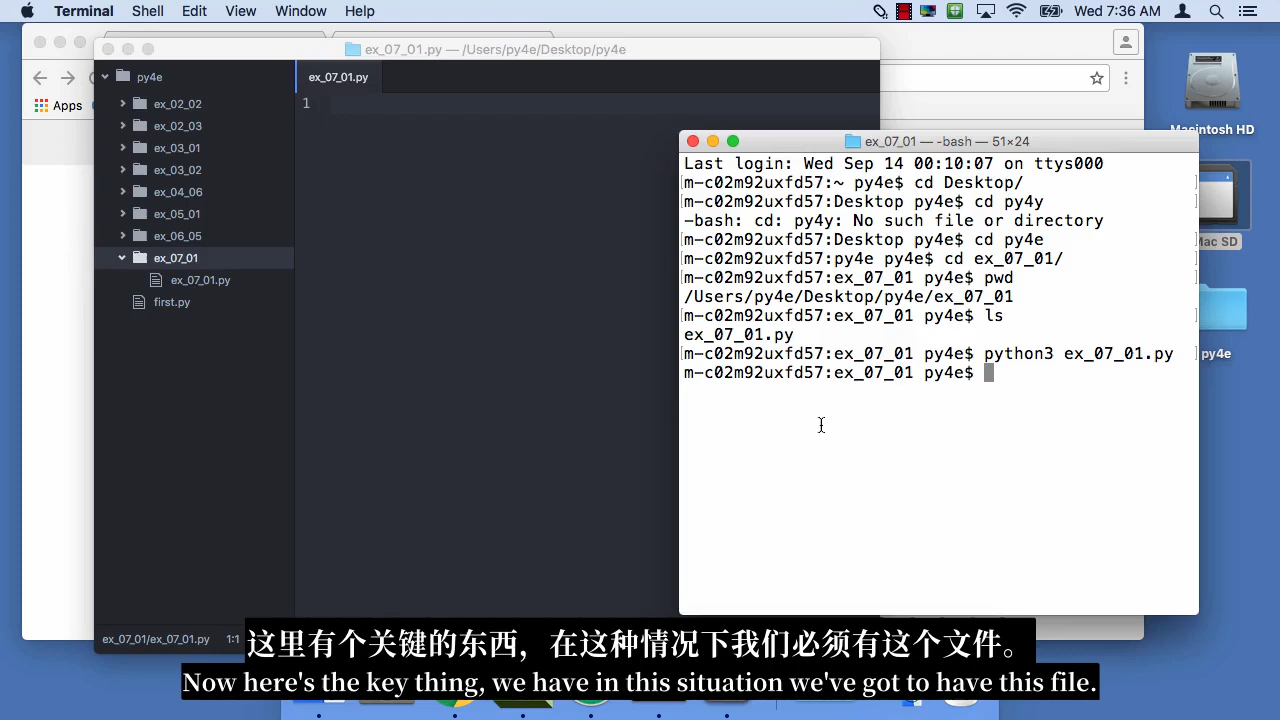 Terminal Shell Edit View Window Help Wed 7:36 AM
ex_07_01.py — /Users/py4e/Desktop/py4e
py4e
ex_07_01.py
Apps
1
ex_02_02
ex_02_03
ex_03_01
ex_03_02
ex_04_06
ex_05_01
ex_06_05
ex_07_01
ex_07_01.py
first.py
ex_07_01 — -bash — 51×24
Last login: Wed Sep 14 00:10:07 on ttys000
[m-c02m92uxfd57:~ py4e$ cd Desktop/ ]
[m-c02m92uxfd57:Desktop py4e$ cd py4y ]
-bash: cd: py4y: No such file or directory
[m-c02m92uxfd57:Desktop py4e$ cd py4e ]
[m-c02m92uxfd57:py4e py4e$ cd ex_07_01/ ]
[m-c02m92uxfd57:ex_07_01 py4e$ pwd ]
/Users/py4e/Desktop/py4e/ex_07_01
[m-c02m92uxfd57:ex_07_01 py4e$ ls ]
ex_07_01.py
[m-c02m92uxfd57:ex_07_01 py4e$ python3 ex_07_01.py ]
m-c02m92uxfd57:ex_07_01 py4e$
Macintosh HD
Mac SD
py4e
ex_07_01/ex_07_01.py 1:1
这里有个关键的东西，在这种情况下我们必须有这个文件。
Now here's the key thing, we have in this situation we've got to have this file.